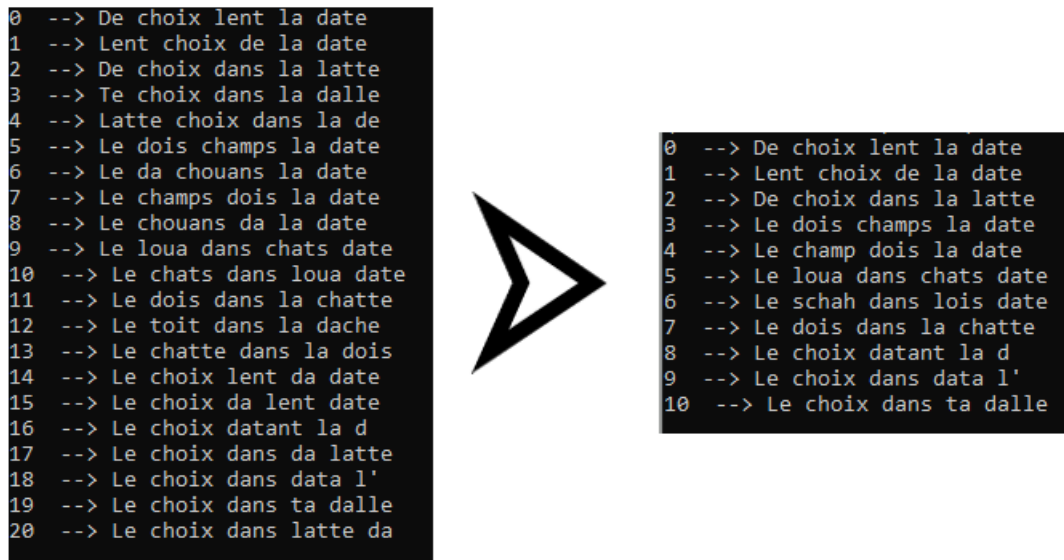 0  --> De choix lent la date
1  --> Lent choix de la date
2  --> De choix dans la latte
3  --> Te choix dans la dalle
4  --> Latte choix dans la de
5  --> Le dois champs la date
6  --> Le da chouans la date
7  --> Le champs dois la date
8  --> Le chouans da la date
9  --> Le loua dans chats date
10  --> Le chats dans loua date
11  --> Le dois dans la chatte
12  --> Le toit dans la dache
13  --> Le chatte dans la dois
14  --> Le choix lent da date
15  --> Le choix da lent date
16  --> Le choix datant la d
17  --> Le choix dans da latte
18  --> Le choix dans data l'
19  --> Le choix dans ta dalle
20  --> Le choix dans latte da
0  --> De choix lent la date
1  --> Lent choix de la date
2  --> De choix dans la latte
3  --> Le dois champs la date
4  --> Le champ dois la date
5  --> Le loua dans chats date
6  --> Le schah dans lois date
7  --> Le dois dans la chatte
8  --> Le choix datant la d
9  --> Le choix dans data l'
10  --> Le choix dans ta dalle